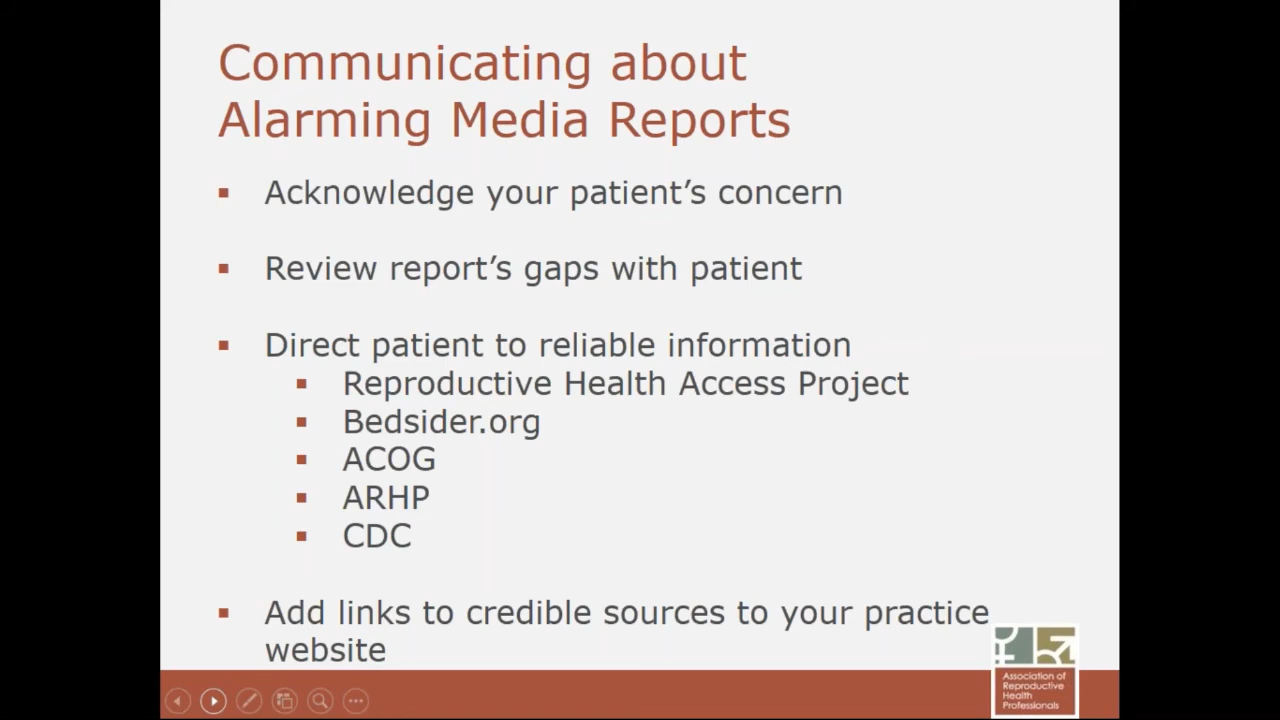 Communicating about
Alarming Media Reports
Acknowledge your patient’s concern
Review report’s gaps with patient
Direct patient to reliable information
Reproductive Health Access Project
Bedsider.org
ACOG
ARHP
CDC
Add links to credible sources to your practice
website
Association of
Reproductive
Health
Professionals